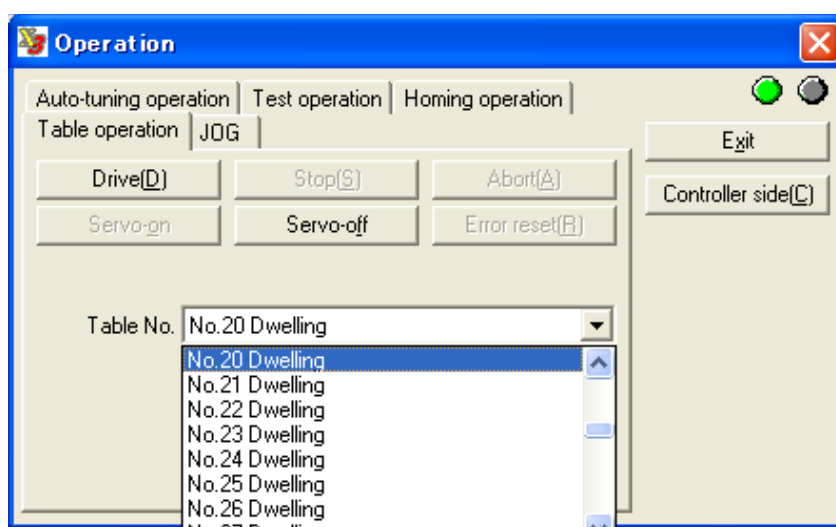 Operation
Auto-tuning operation Test operation Homing operation
Table operation JOG
Exit
Drive(D) Stop(S) Abort(A)
Controller side(C)
Servo-on Servo-off Error reset(R)
Table No. No.20 Dwelling
No.20 Dwelling
No.21 Dwelling
No.22 Dwelling
No.23 Dwelling
No.24 Dwelling
No.25 Dwelling
No.26 Dwelling